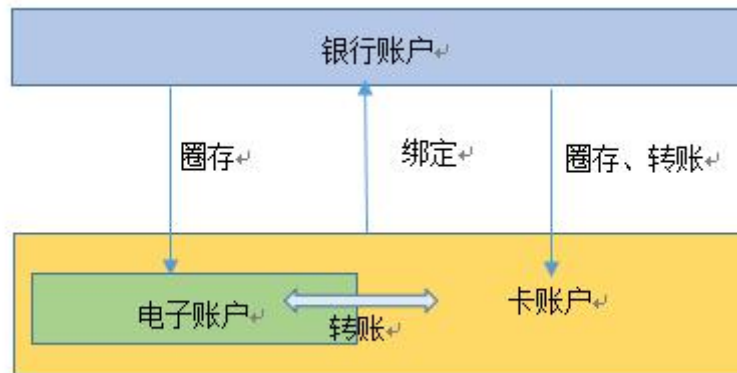 银行账户
圈存
绑定
圈存、转账
电子账户
转账
卡账户